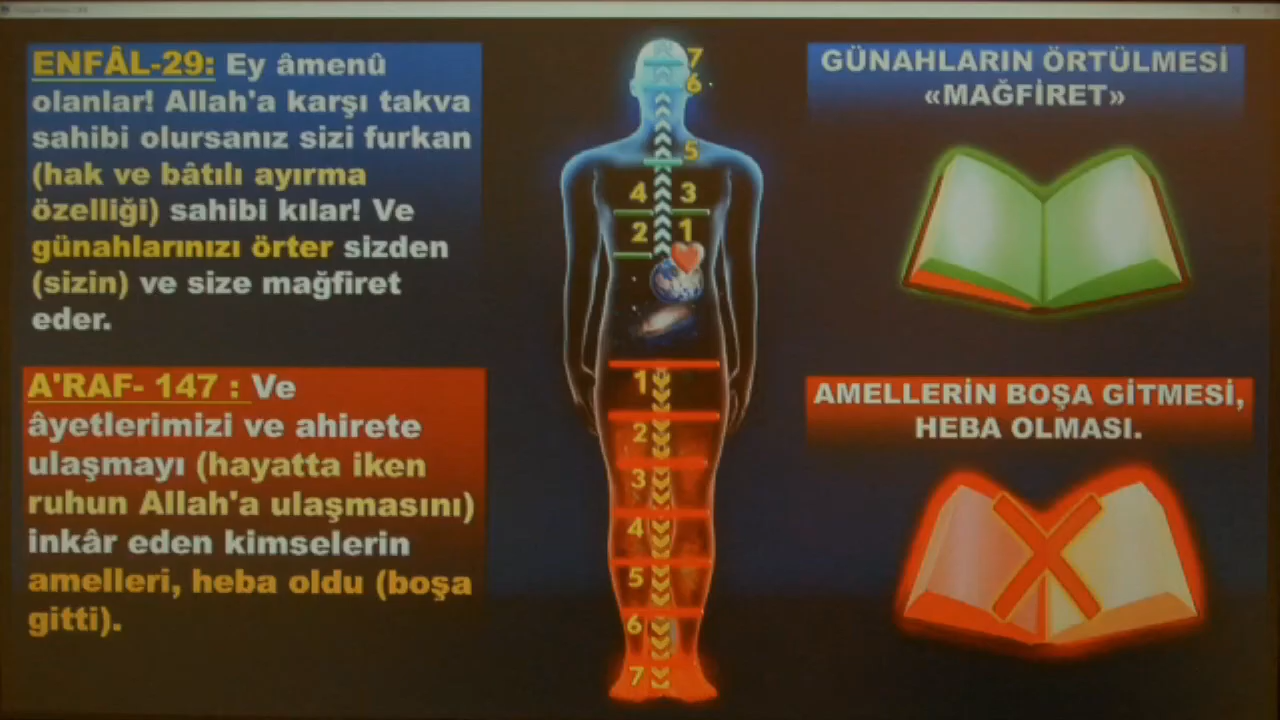 ENFÂL-29: Ey âmenû
olanlar! Allah'a karşı takva
sahibi olursanız sizi furkan
(hak ve bâtılı ayırma
özelliği) sahibi kılar! Ve
günahlarınızı örter sizden
(sizin) ve size mağfiret
eder.
A'RAF- 147 : Ve
âyetlerimizi ve ahirete
ulaşmayı (hayatta iken
ruhun Allah'a ulaşmasını)
inkâr eden kimselerin
amelleri, heba oldu (boşa
gitti).
7
6
5
4 3
2 1
1
2
3
4
5
6
7
GÜNAHLARIN ÖRTÜLMESİ
«MAĞFİRET»
AMELLERİN BOŞA GİTMESİ,
HEBA OLMASI.